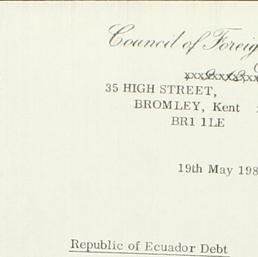 Council of Foreig
35 HIGH STREET,
BROMLEY, Kent
BR1 1LE
19th May 198
Republic of Ecuador Debt